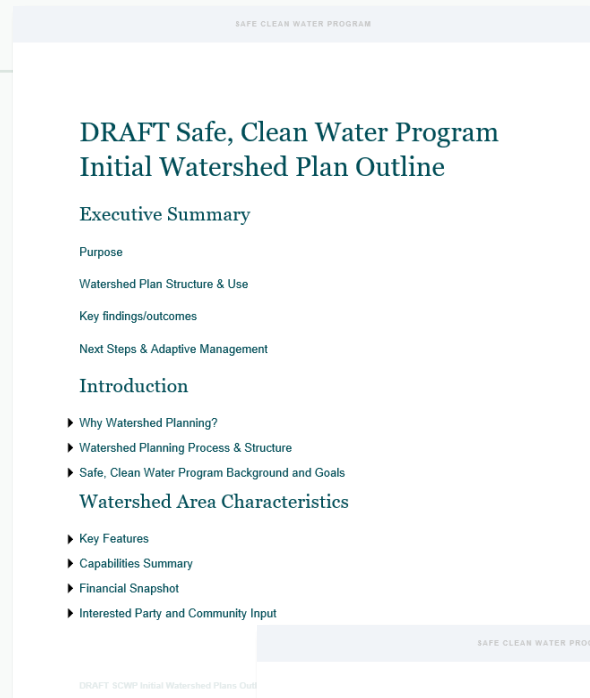 SAFE CLEAN WATER PROGRAM
DRAFT Safe, Clean Water Program
Initial Watershed Plan Outline
Executive Summary
Purpose
Watershed Plan Structure & Use
Key findings/outcomes
Next Steps & Adaptive Management
Introduction
Why Watershed Planning?
Watershed Planning Process & Structure
Safe, Clean Water Program Background and Goals
Watershed Area Characteristics
Key Features
Capabilities Summary
Financial Snapshot
Interested Party and Community Input
SAFE CLEAN WATER
DRAFT SCWP Initial Watershed Plans